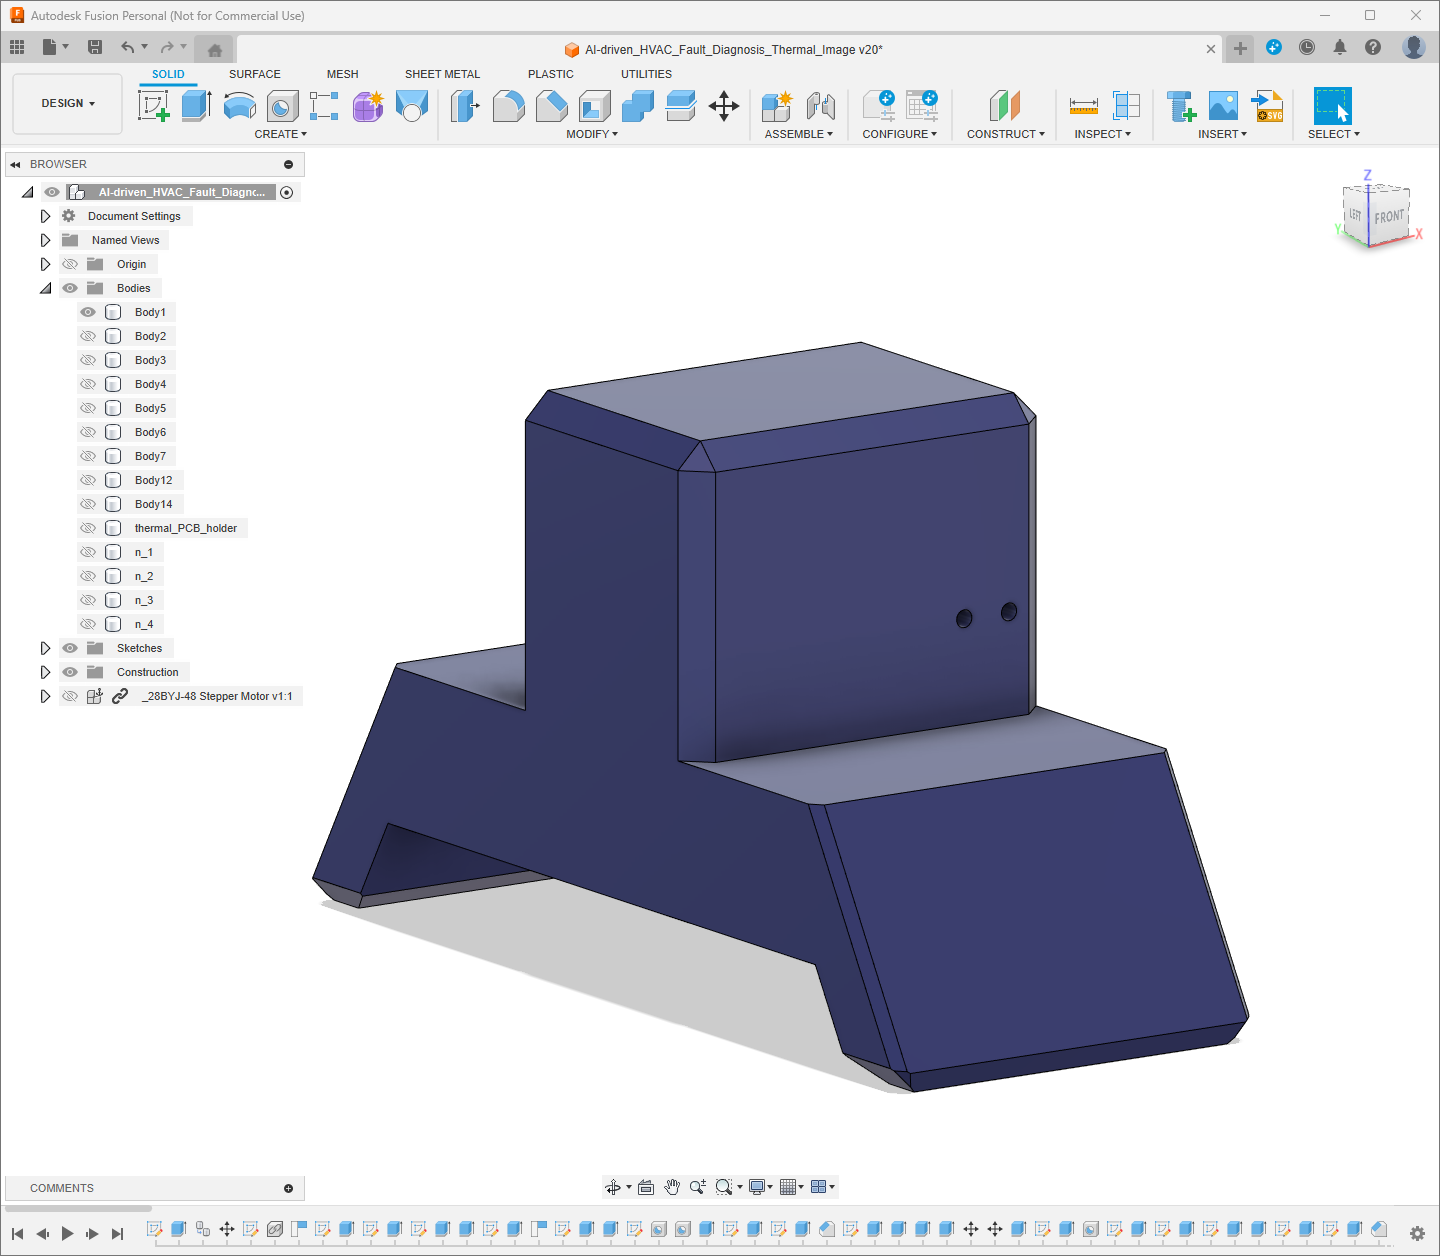 Autodesk Fusion Personal (Not for Commercial Use)
AI-driven_HVAC_Fault_Diagnosis_Thermal_Image v20*
SOLID SURFACE MESH SHEET METAL PLASTIC UTILITIES
DESIGN
CREATE MODIFY ASSEMBLE CONFIGURE CONSTRUCT INSPECT INSERT SELECT
SVG
BROWSER
AI-driven_HVAC_Fault_Diagnc...
Document Settings
Named Views
Origin
Bodies
Body1
Body2
Body3
Body4
Body5
Body6
Body7
Body12
Body14
thermal_PCB_holder
n_1
n_2
n_3
n_4
Sketches
Construction
_28BYJ-48 Stepper Motor v1:1
Z
LEFT FRONT
Y X
COMMENTS